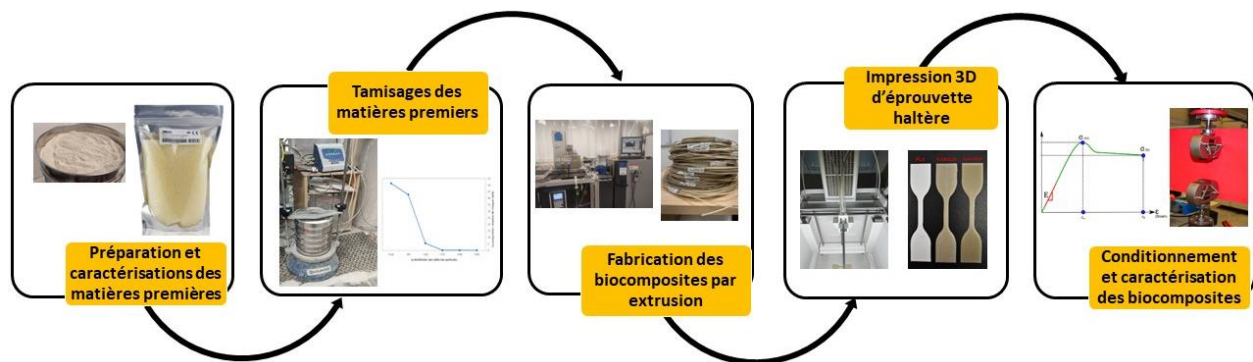 Préparation et
caractérisations des
matières premières
Tamisages des
matières premiers
Fabrication des
biocomposites par
extrusion
Impression 3D
d'éprouvette
haltère
PLA
E
Conditionnement
et caractérisation
des biocomposites